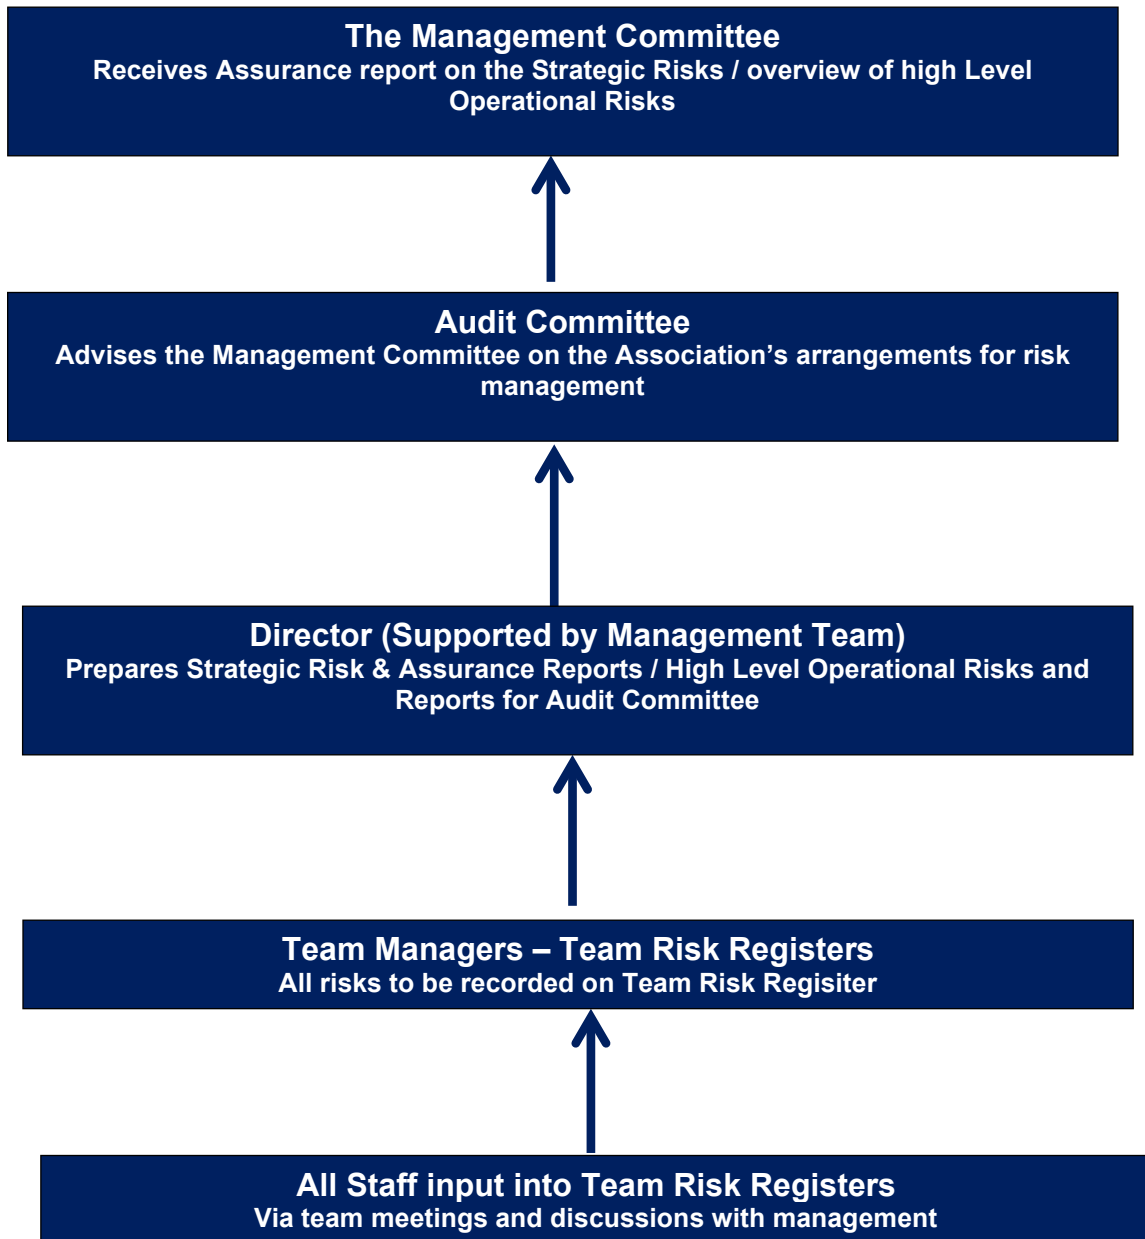 The Management Committee
Receives Assurance report on the Strategic Risks / overview of high Level
Operational Risks
Audit Committee
Advises the Management Committee on the Association’s arrangements for risk
management
Director (Supported by Management Team)
Prepares Strategic Risk & Assurance Reports / High Level Operational Risks and
Reports for Audit Committee
Team Managers – Team Risk Registers
All risks to be recorded on Team Risk Regisiter
All Staff input into Team Risk Registers
Via team meetings and discussions with management